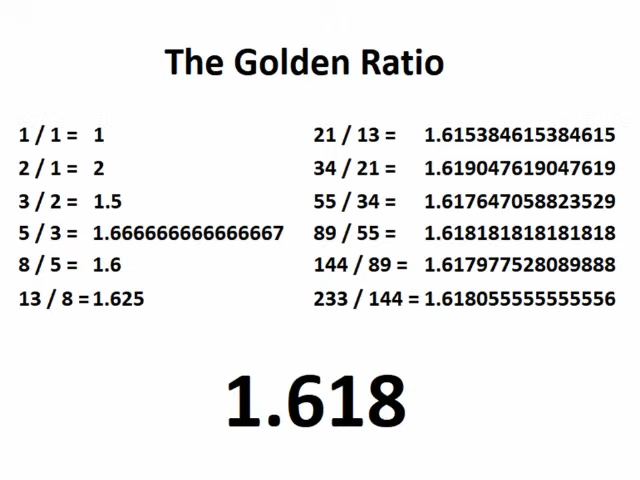 The Golden Ratio
1 / 1 = 1
2 / 1 = 2
3 / 2 = 1.5
5 / 3 = 1.666666666666667
8 / 5 = 1.6
13 / 8 = 1.625
21 / 13 = 1.615384615384615
34 / 21 = 1.619047619047619
55 / 34 = 1.617647058823529
89 / 55 = 1.618181818181818
144 / 89 = 1.617977528089888
233 / 144 = 1.618055555555556
1.618